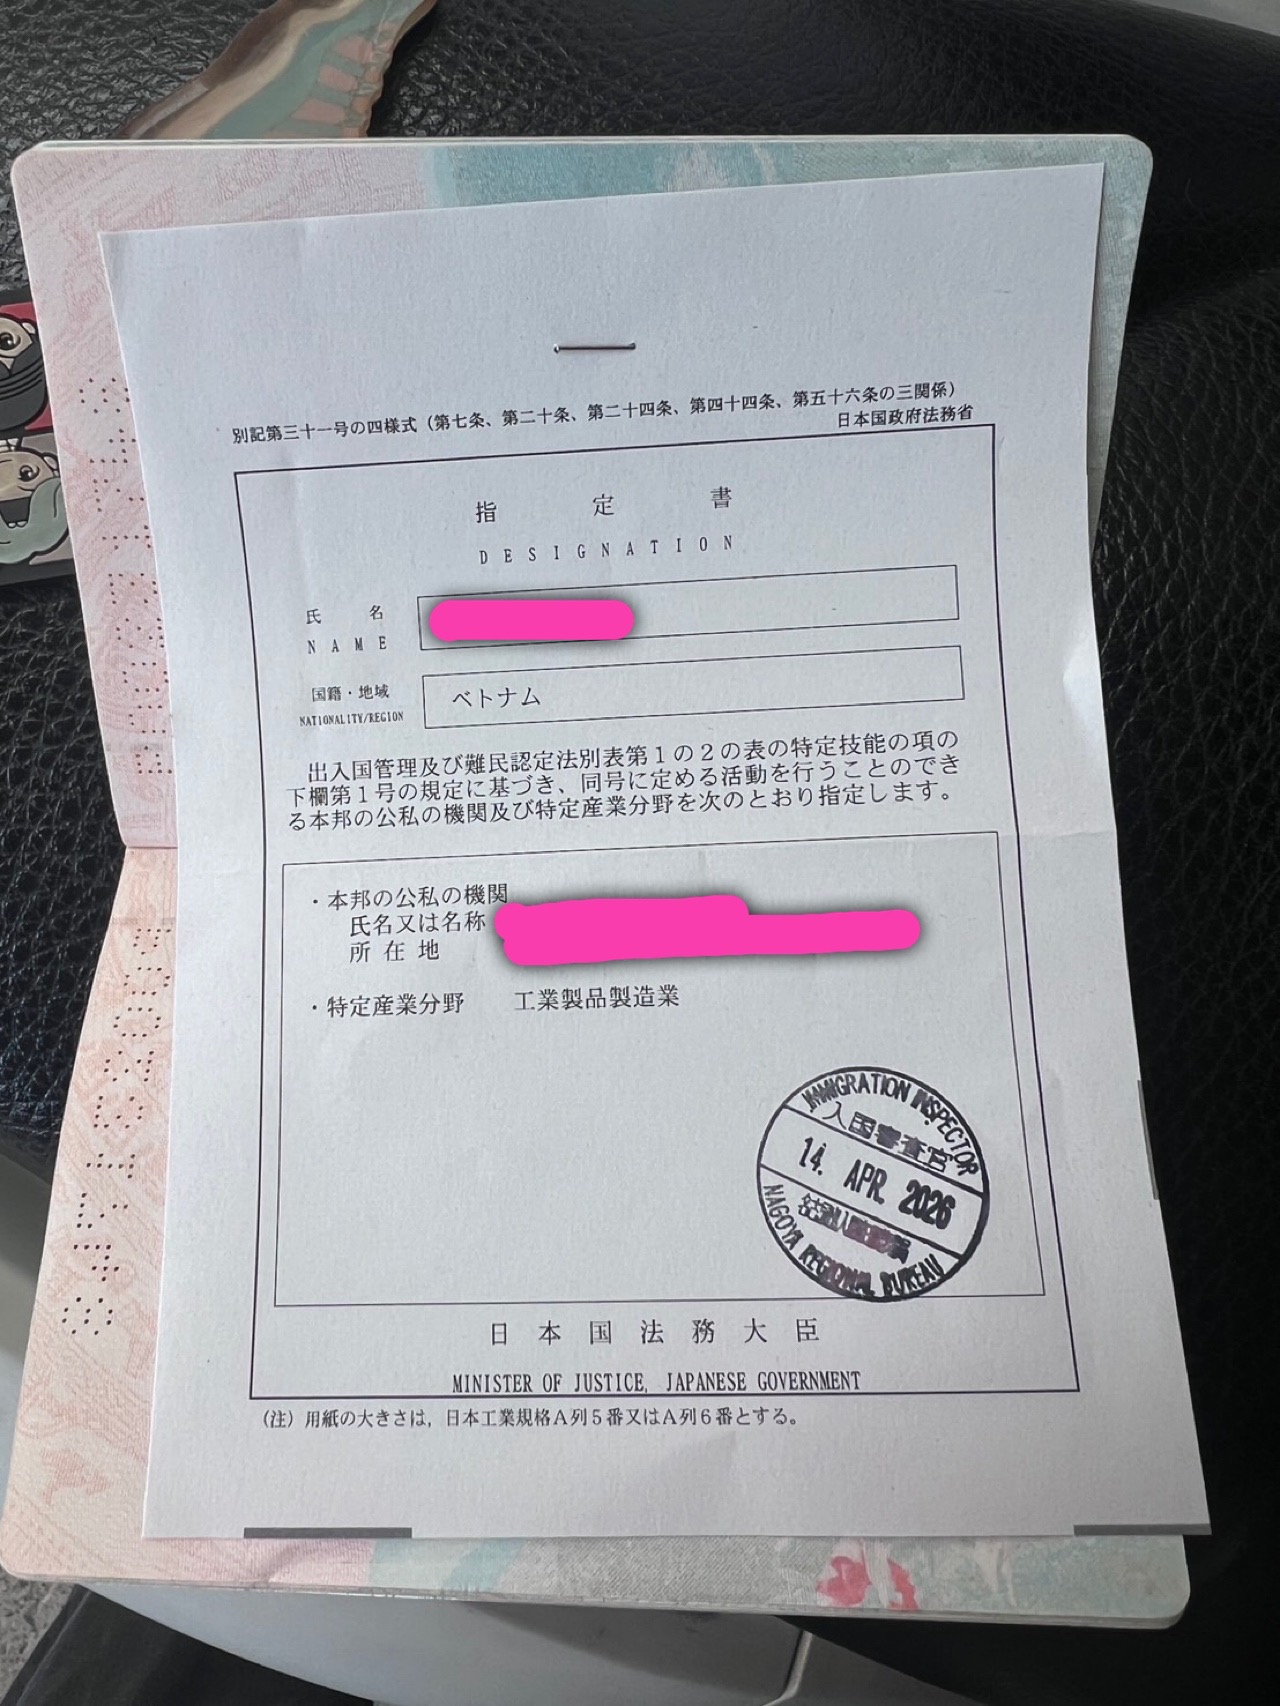 別記第三十一号の四様式（第七条、第二十条、第二十四条、第四十四条、第五十六条の三関係）
日本国政府法務省
指定書
DESIGNATION
氏名
NAME
国籍・地域
NATIONALITY/REGION
ベトナム
出入国管理及び難民認定法別表第１の２の表の特定技能の項の
下欄第１号の規定に基づき、同号に定める活動を行うことのでき
る本邦の公私の機関及び特定産業分野を次のとおり指定します。
・本邦の公私の機関
氏名又は名称
所在地
・特定産業分野 工業製品製造業
IMMIGRATION INSPECTOR
入国審査官
14. APR. 2026
NAGOYA REGIONAL BUREAU
日本国法務大臣
MINISTER OF JUSTICE, JAPANESE GOVERNMENT
（注）用紙の大きさは，日本工業規格Ａ列５番又はＡ列６番とする。